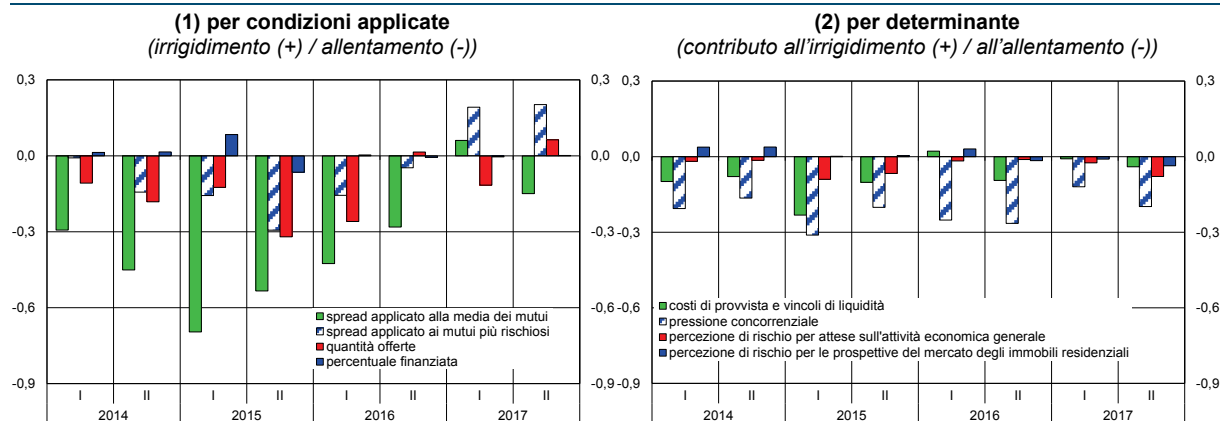 (1) per condizioni applicate
(irrigidimento (+) / allentamento (-))
0,3 0,3
0,0 0,0
-0,3 -0,3
-0,6 -0,6
-0,9 -0,9
spread applicato alla media dei mutui
spread applicato ai mutui più rischiosi
quantità offerte
percentuale finanziata
I II I II I II I II
2014 2015 2016 2017
(2) per determinante
(contributo all'irrigidimento (+) / all'allentamento (-))
0,3 0,3
0,0 0,0
-0,3 -0,3
-0,6 -0,6
-0,9 -0,9
costi di provvista e vincoli di liquidità
pressione concorrenziale
percezione di rischio per attese sull'attività economica generale
percezione di rischio per le prospettive del mercato degli immobili residenziali
I II I II I II I II
2014 2015 2016 2017